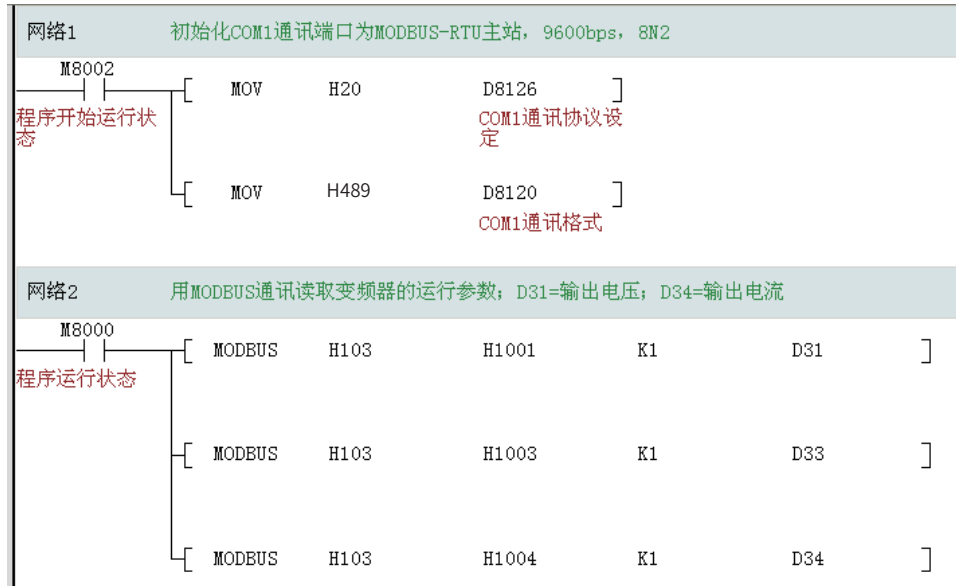 网络1 初始化COM1通讯端口为MODBUS-RTU主站, 9600bps, 8N2
M8002
MOV H20 D8126
程序开始运行状
态
COM1通讯协议设
定
MOV H489 D8120
COM1通讯格式
网络2 用MODBUS通讯读取变频器的运行参数; D31=输出电压; D34=输出电流
M8000
MODBUS H103 H1001 K1 D31
程序运行状态
MODBUS H103 H1003 K1 D33
MODBUS H103 H1004 K1 D34